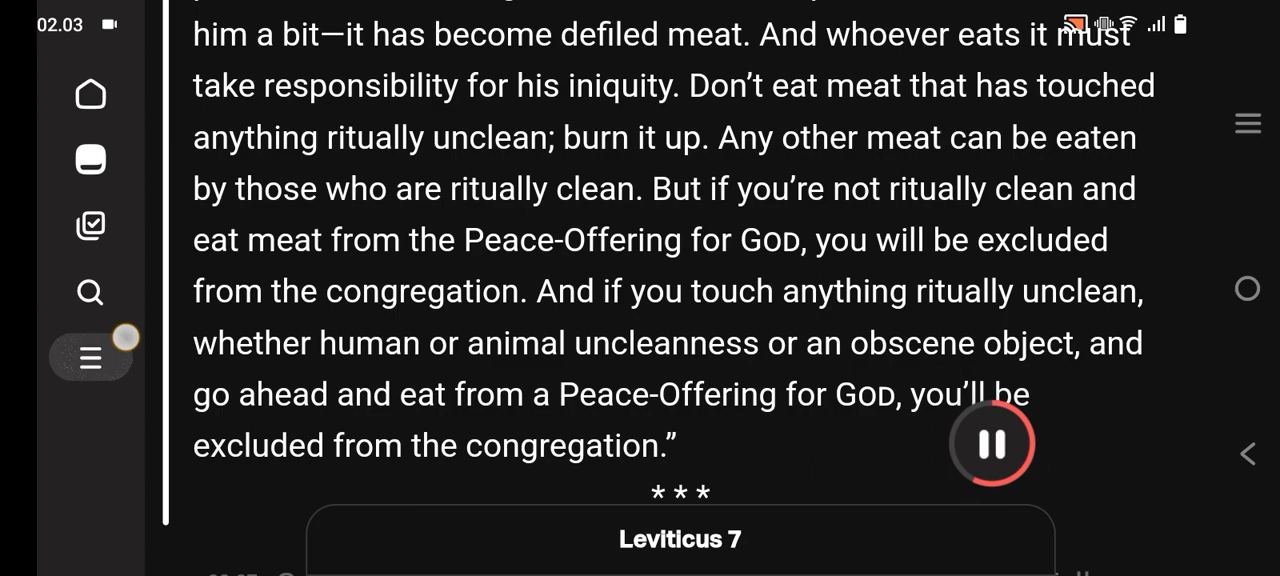 02.03
him a bit—it has become defiled meat. And whoever eats it must
take responsibility for his iniquity. Don’t eat meat that has touched
anything ritually unclean; burn it up. Any other meat can be eaten
by those who are ritually clean. But if you’re not ritually clean and
eat meat from the Peace-Offering for GOD, you will be excluded
from the congregation. And if you touch anything ritually unclean,
whether human or animal uncleanness or an obscene object, and
go ahead and eat from a Peace-Offering for GOD, you’ll be
excluded from the congregation.”
* * *
Leviticus 7